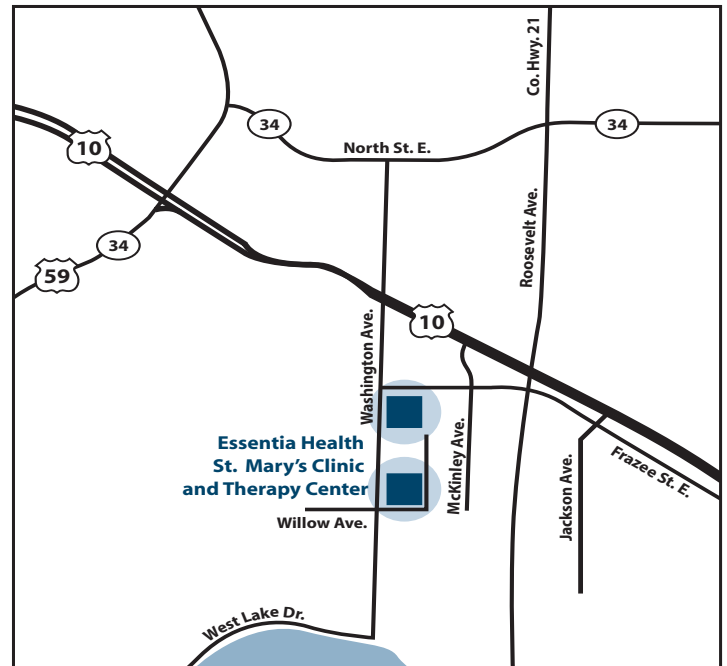 Co. Hwy. 21
34
34
North St. E.
10
Roosevelt Ave.
34
59
10
Washington Ave.
Essentia Health
St. Mary's Clinic
and Therapy Center
McKinley Ave.
Frazee St. E.
Jackson Ave.
Willow Ave.
West Lake Dr.